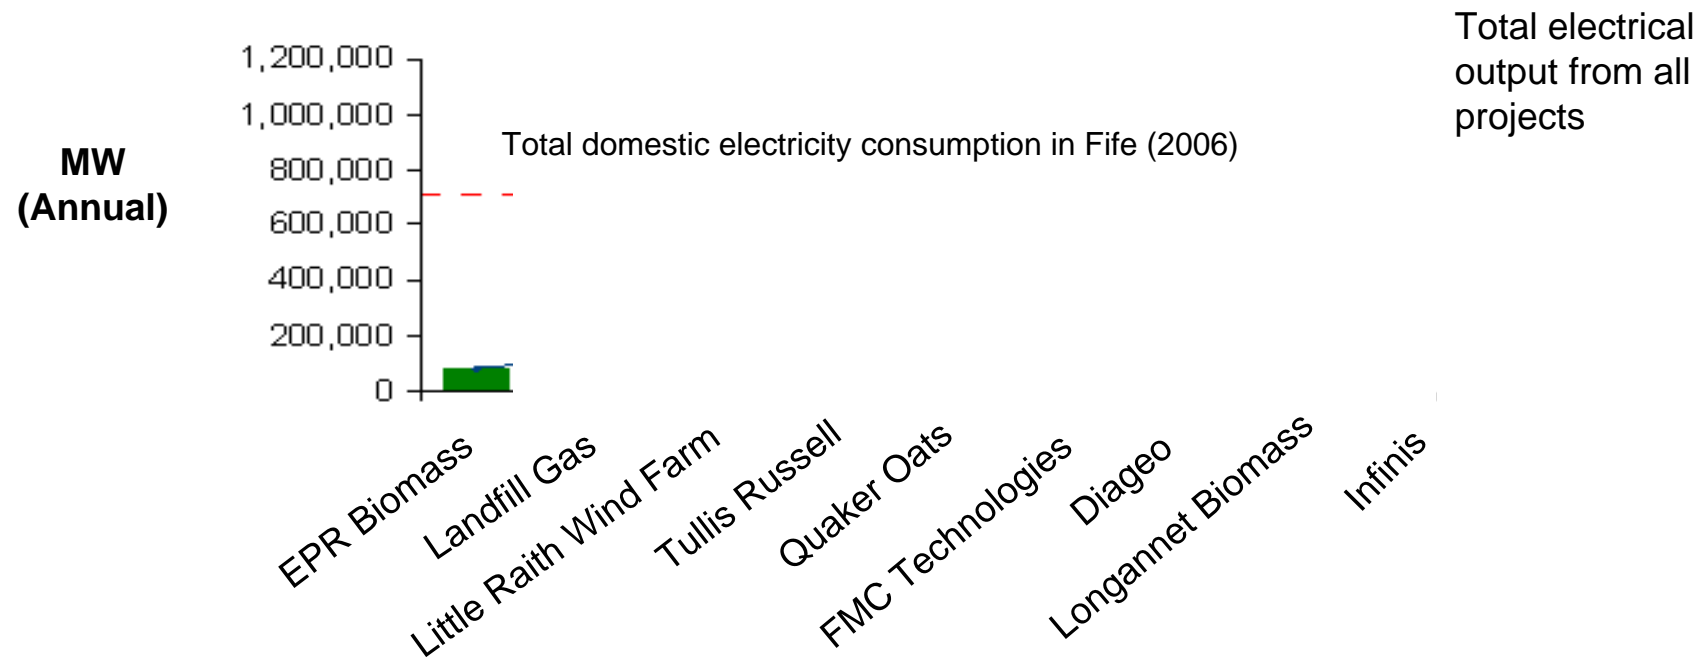 Total electrical
output from all
projects
1,200,000
1,000,000
800,000
600,000
400,000
200,000
0
MW
(Annual)
Total domestic electricity consumption in Fife (2006)
EPR Biomass
Landfill Gas
Little Raith Wind Farm
Tullis Russell
Quaker Oats
FMC Technologies
Diageo
Longannet Biomass
Infinis